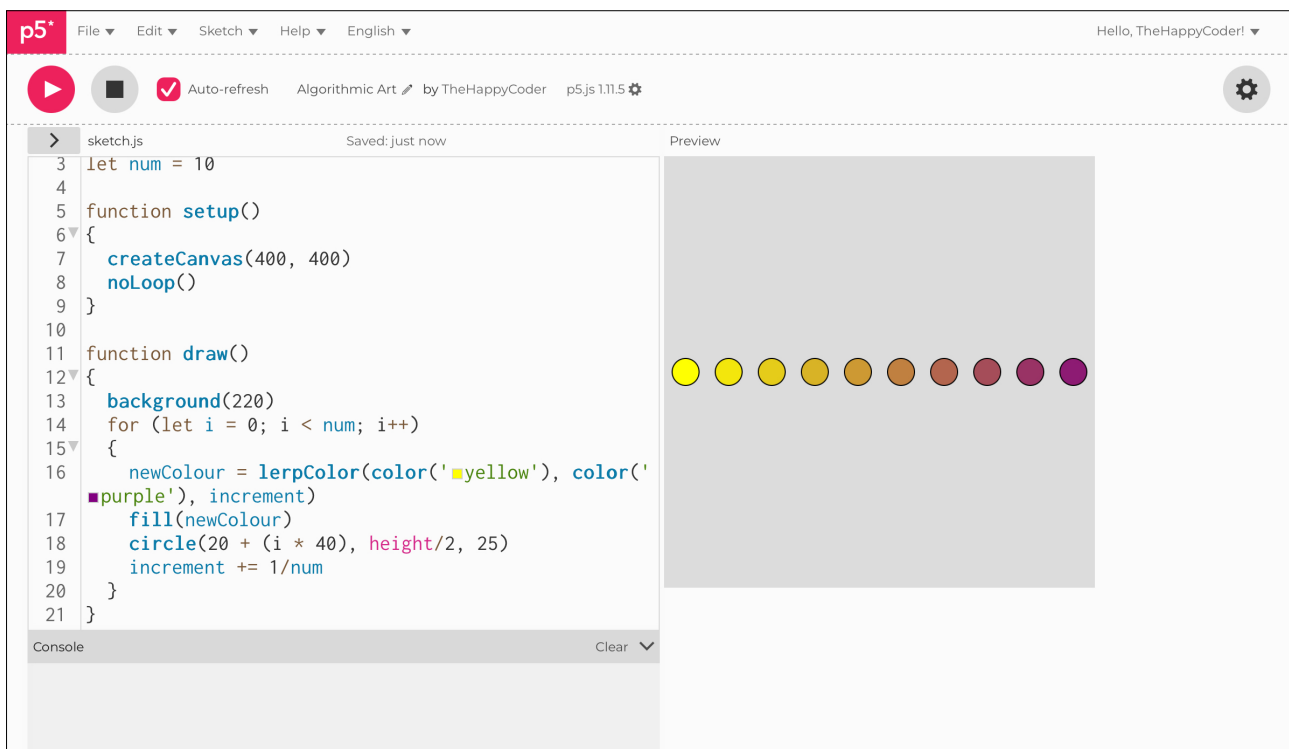 p5* File Edit Sketch Help English Hello, TheHappyCoder!
Auto-refresh Algorithmic Art by TheHappyCoder p5.js 1.11.5
sketch.js Saved: just now Preview
3 let num = 10
4
5 function setup()
6 {
7   createCanvas(400, 400)
8   noLoop()
9 }
10
11 function draw()
12 {
13   background(220)
14   for (let i = 0; i < num; i++)
15   {
16     newColour = lerpColor(color('yellow'), color('
purple'), increment)
17     fill(newColour)
18     circle(20 + (i * 40), height/2, 25)
19     increment += 1/num
20   }
21 }
Console Clear